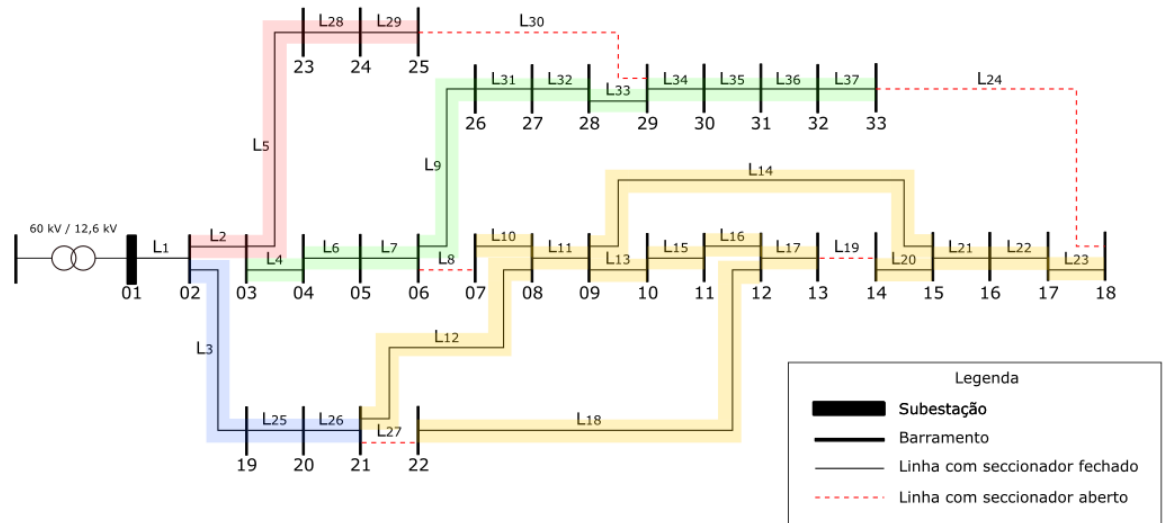 L28 L29 L30
23 24 25
L31 L32 L33 L34 L35 L36 L37 L24
26 27 28 29 30 31 32 33
L5
L9
L14
60 kV / 12,6 kV
L1 L2 L4 L6 L7 L8 L10 L11 L13 L15 L16 L17 L19 L20 L21 L22 L23
01 02 03 04 05 06 07 08 09 10 11 12 13 14 15 16 17 18
L3
L12
L25 L26 L27 L18
19 20 21 22
Legenda
Subestação
Barramento
Linha com seccionador fechado
Linha com seccionador aberto